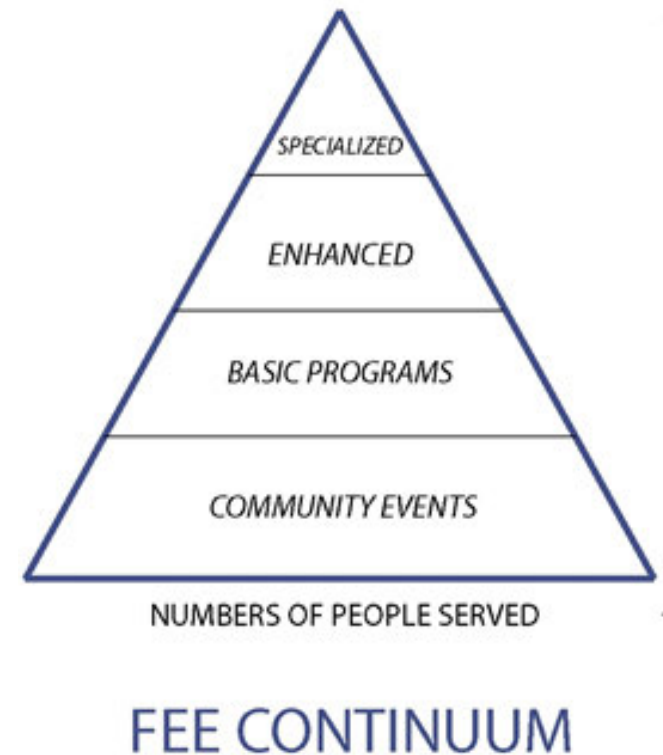 SPECIALIZED
ENHANCED
BASIC PROGRAMS
COMMUNITY EVENTS
NUMBERS OF PEOPLE SERVED
FEE CONTINUUM